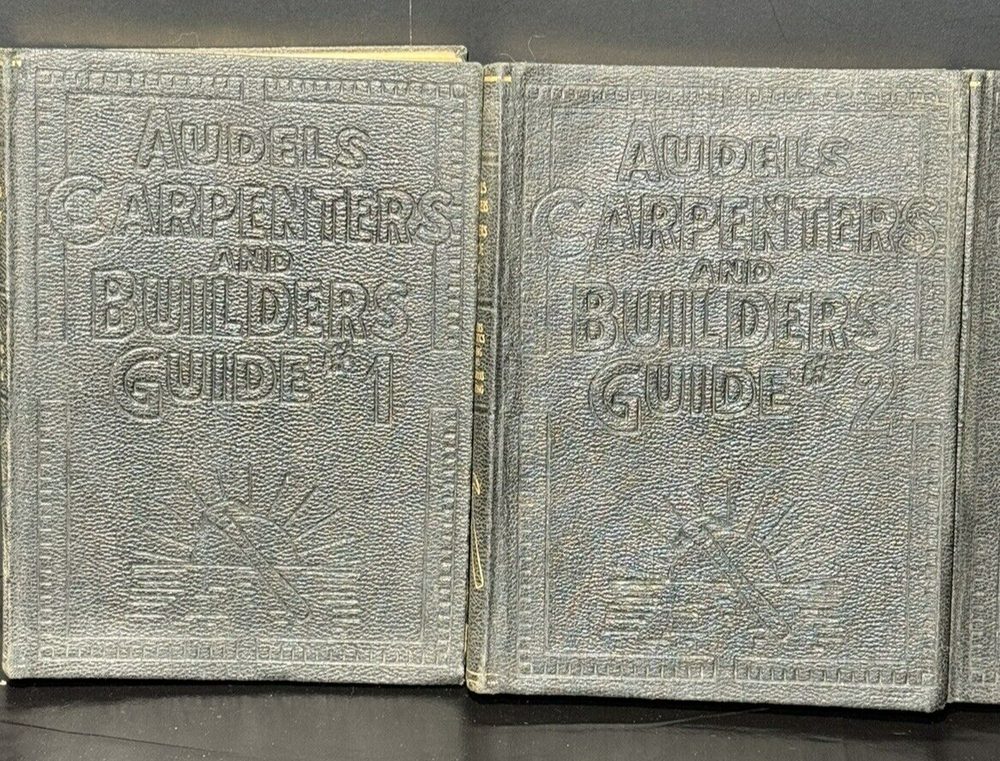 AUDELS
CARPENTERS
AND
BUILDERS
GUIDE # 1
AUDELS
CARPENTERS
AND
BUILDERS
GUIDE # 2